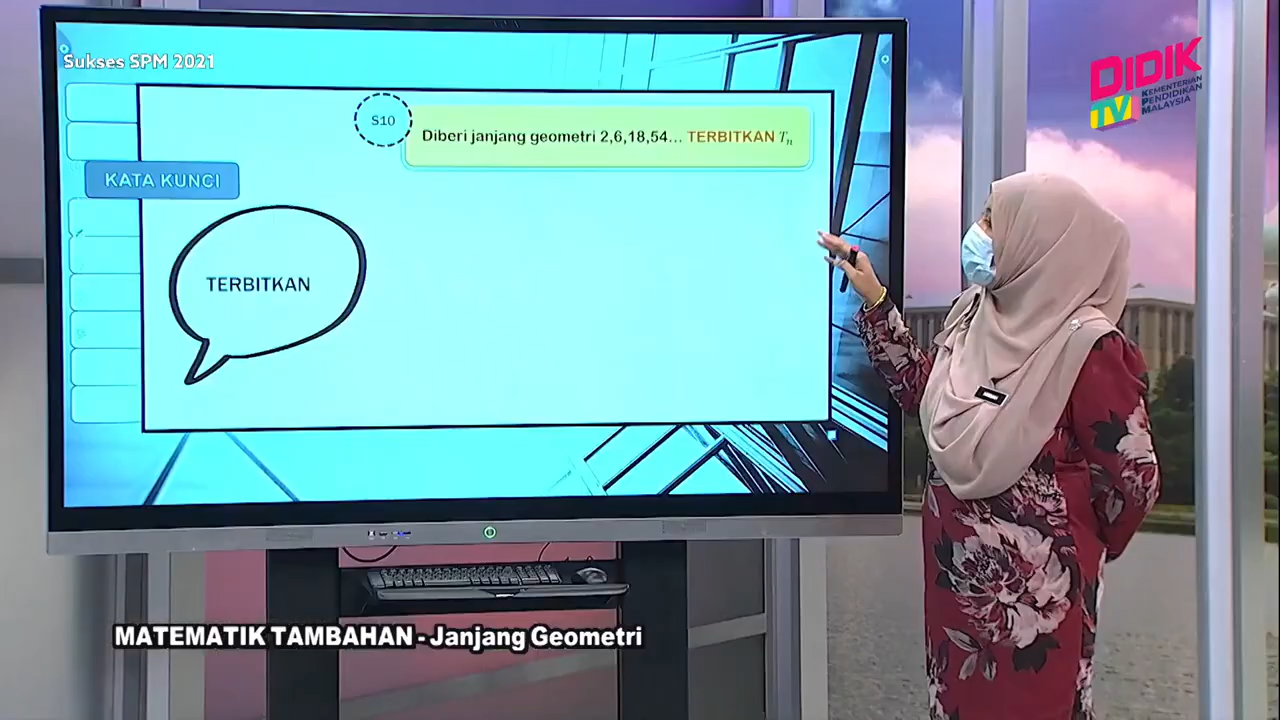 Sukses SPM 2021
DIDIK
TV
KEMENTERIAN
PENDIDIKAN
MALAYSIA
S10
Diberi janjang geometri 2,6,18,54... TERBITKAN Tₙ
KATA KUNCI
TERBITKAN
MATEMATIK TAMBAHAN - Janjang Geometri